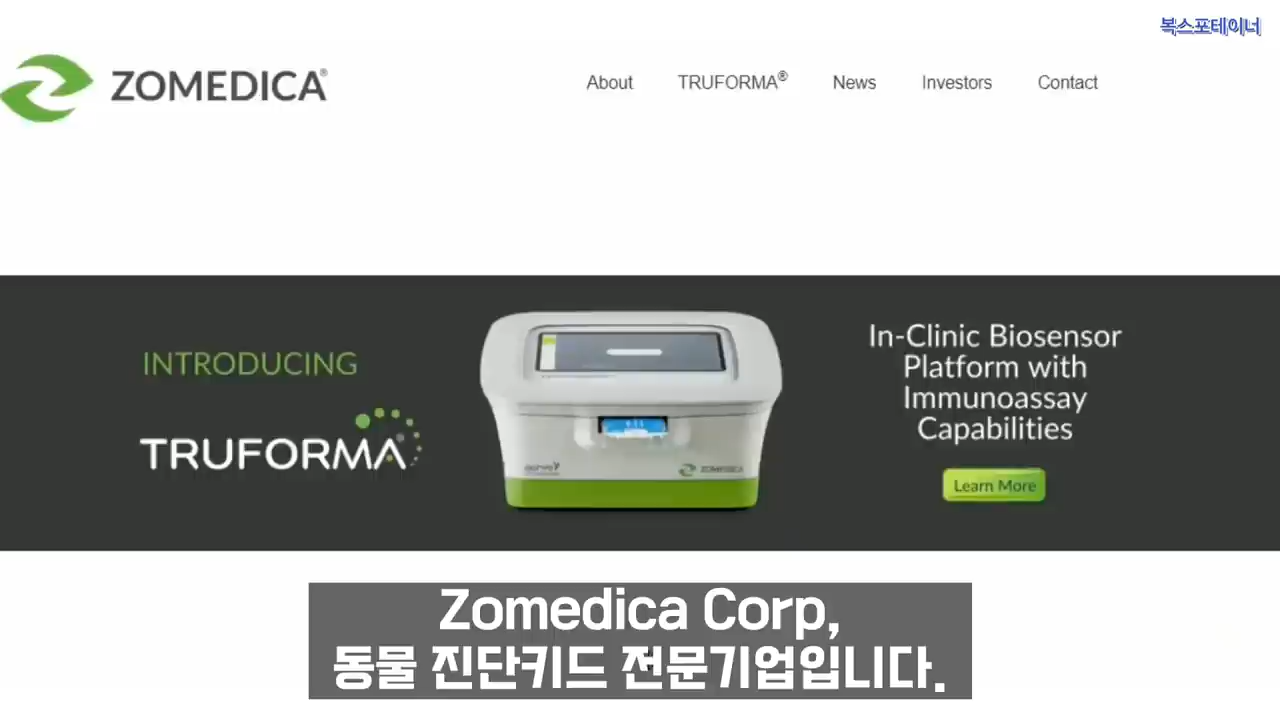 복스포테이너
ZOMEDICA®
About TRUFORMA® News Investors Contact
INTRODUCING
TRUFORMA
In-Clinic Biosensor
Platform with
Immunoassay
Capabilities
Learn More
ZOMEDICA
Zomedica Corp,
동물 진단키드 전문기업입니다.